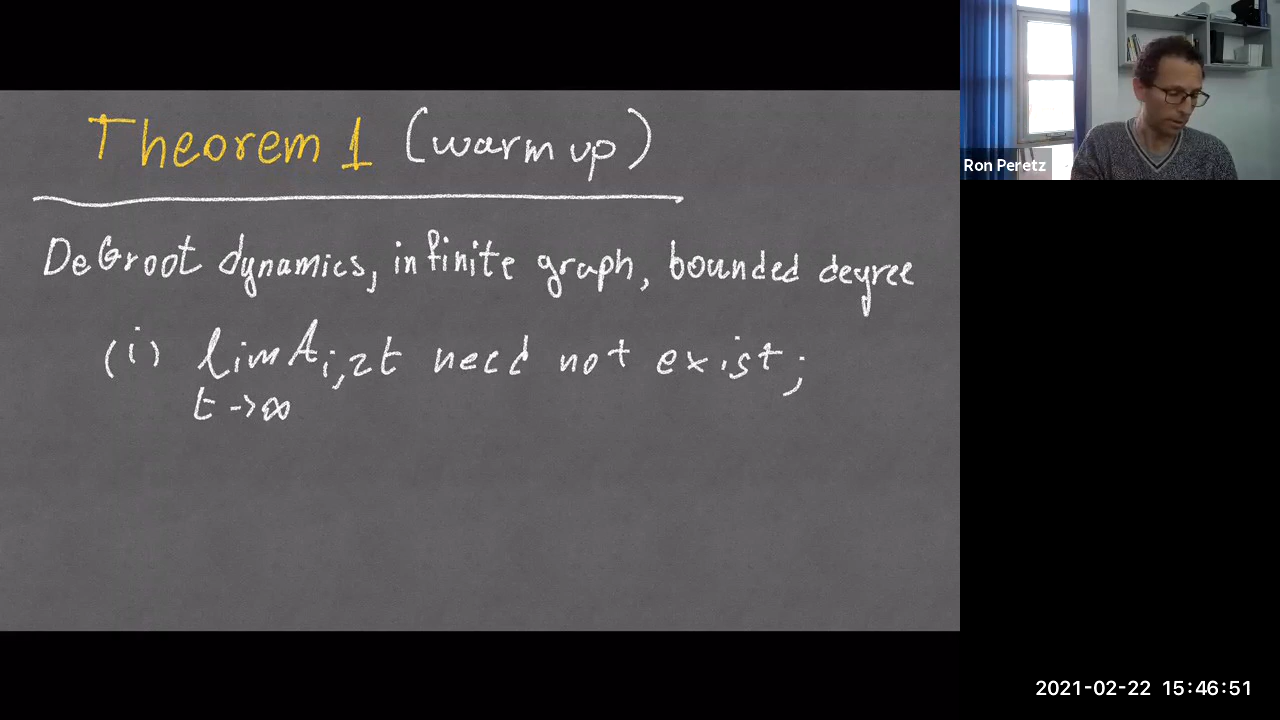 Theorem 1 (warm up)
DeGroot dynamics, infinite graph, bounded degree
(i) lim A_{i,2t} need not exist;
t→∞
Ron Peretz
2021-02-22 15:46:51